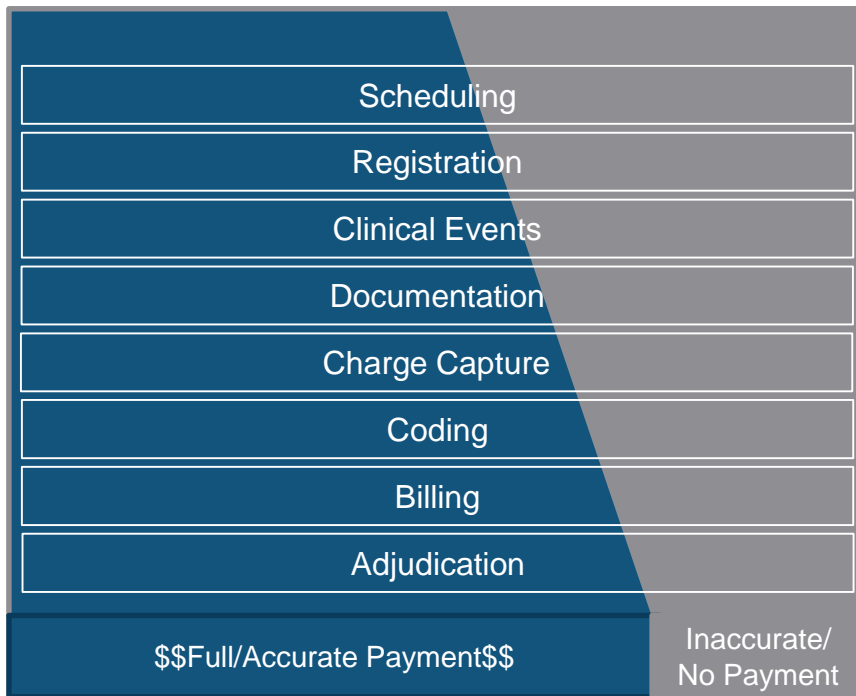 Scheduling
Registration
Clinical Events
Documentation
Charge Capture
Coding
Billing
Adjudication
$$Full/Accurate Payment$$
Inaccurate/
No Payment